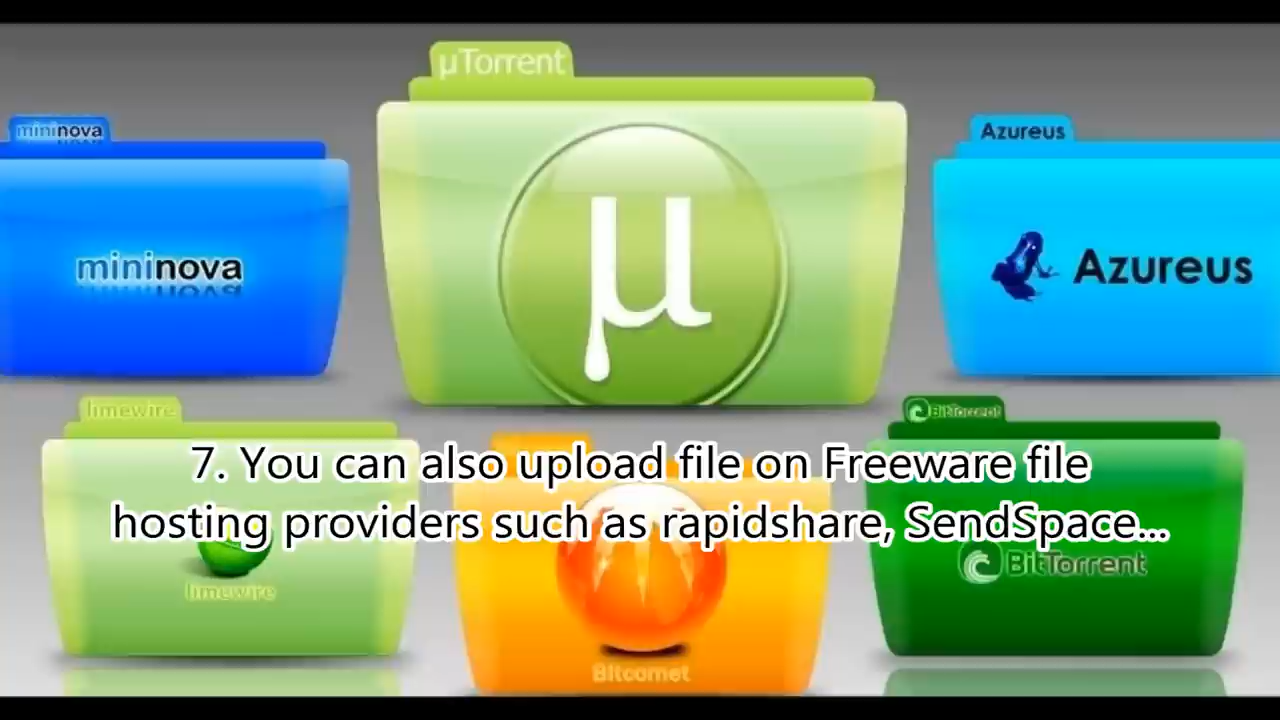 µTorrent
mininova
Azureus
µ
mininova
Azureus
limewire
BitTorrent
7. You can also upload file on Freeware file
hosting providers such as rapidshare, SendSpace...
BitTorrent
limewire
Bitcomet